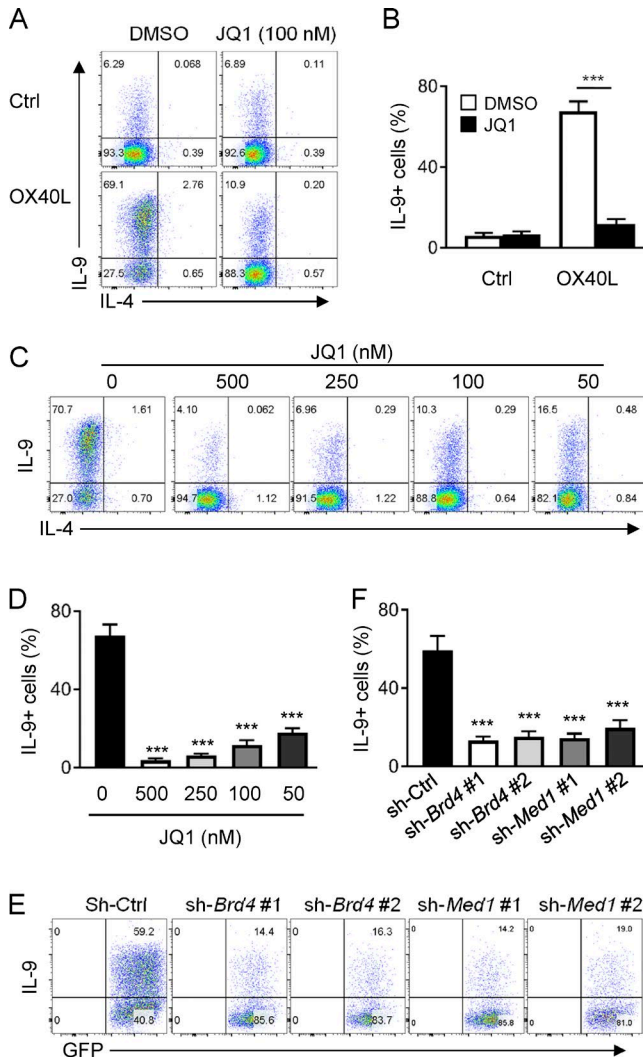 A
DMSO JQ1 (100 nM)
Ctrl
6.29 0.068 6.89 0.11
93.3 0.39 92.6 0.39
OX40L
69.1 2.76 10.9 0.20
27.5 0.65 88.3 0.57
IL-9
IL-4
B
IL-9+ cells (%)
80
40
0
DMSO
JQ1
***
Ctrl OX40L
C
JQ1 (nM)
0 500 250 100 50
70.7 1.61 4.10 0.062 6.96 0.29 10.3 0.29 16.5 0.48
27.0 0.70 94.7 1.12 91.5 1.22 88.8 0.64 82.1 0.84
IL-9
IL-4
D
IL-9+ cells (%)
80
40
0
*** *** *** ***
0 500 250 100 50
JQ1 (nM)
F
IL-9+ cells (%)
80
40
0
*** *** *** ***
sh-Ctrl
sh-Brd4 #1
sh-Brd4 #2
sh-Med1 #1
sh-Med1 #2
E
Sh-Ctrl sh-Brd4 #1 sh-Brd4 #2 sh-Med1 #1 sh-Med1 #2
0 59.2 0 14.4 0 16.3 0 14.2 0 19.0
0 40.8 0 85.6 0 83.7 0 85.8 0 81.0
IL-9
GFP